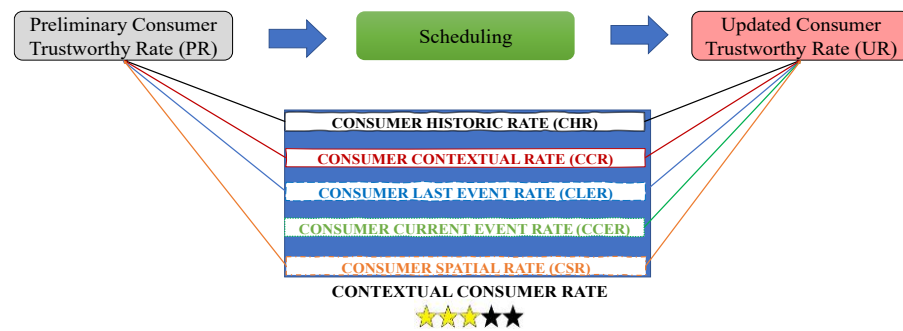 Preliminary Consumer
Trustworthy Rate (PR)
Scheduling
Updated Consumer
Trustworthy Rate (UR)
CONSUMER HISTORIC RATE (CHR)
CONSUMER CONTEXTUAL RATE (CCR)
CONSUMER LAST EVENT RATE (CLER)
CONSUMER CURRENT EVENT RATE (CCER)
CONSUMER SPATIAL RATE (CSR)
CONTEXTUAL CONSUMER RATE